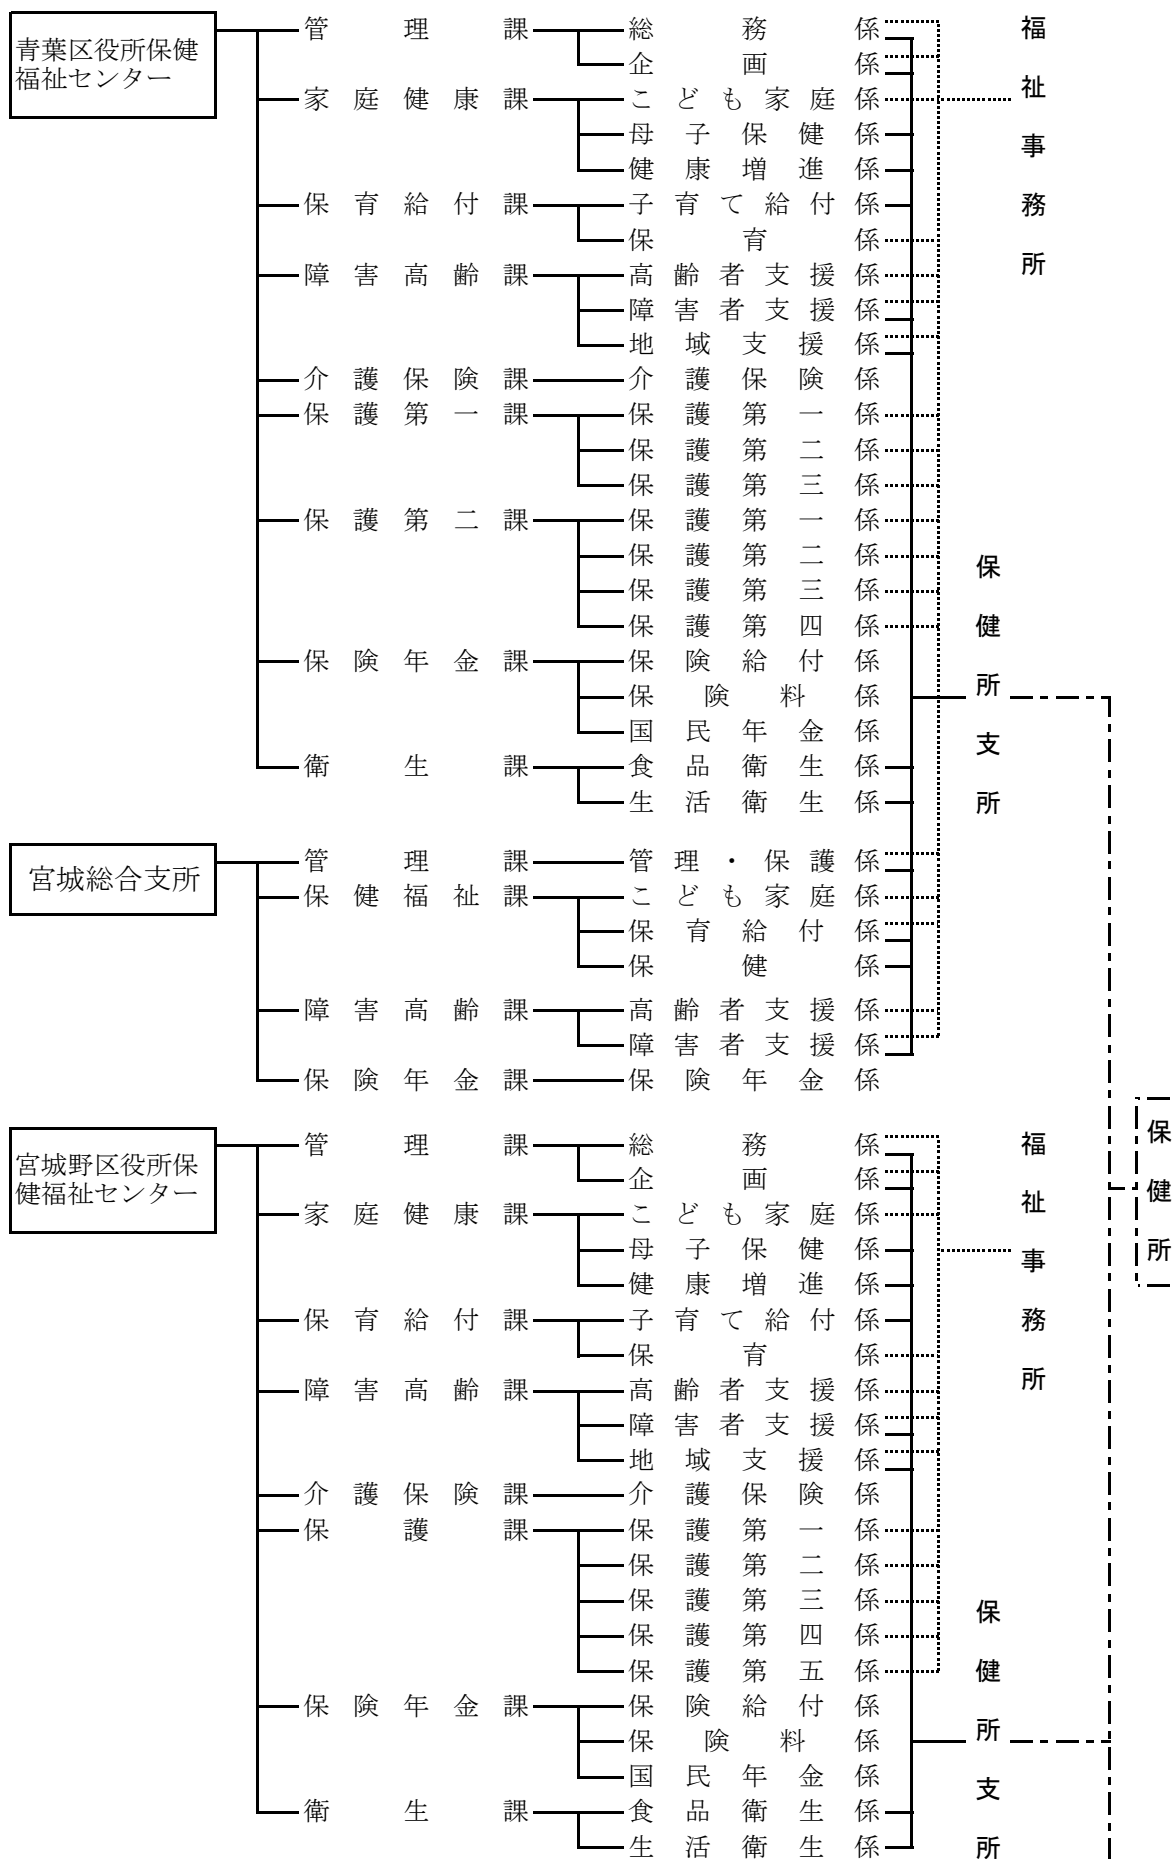 青葉区役所保健
福祉センター
管理課 総務係
企画係
家庭健康課 こども家庭係
母子保健係
健康増進係
保育給付課 子育て給付係
保育係
障害高齢課 高齢者支援係
障害者支援係
地域支援係
介護保険課 介護保険係
保護第一課 保護第一係
保護第二係
保護第三係
保護第二課 保護第一係
保護第二係
保護第三係
保護第四係
保険年金課 保険給付係
保険料係
国民年金係
衛生課 食品衛生係
生活衛生係
福祉事務所
保健所支所
宮城総合支所
管理課 管理・保護係
保健福祉課 こども家庭係
保育給付係
保健係
障害高齢課 高齢者支援係
障害者支援係
保険年金課 保険年金係
宮城野区役所保
健福祉センター
管理課 総務係
企画係
家庭健康課 こども家庭係
母子保健係
健康増進係
保育給付課 子育て給付係
保育係
障害高齢課 高齢者支援係
障害者支援係
地域支援係
介護保険課 介護保険係
保護課 保護第一係
保護第二係
保護第三係
保護第四係
保護第五係
保険年金課 保険給付係
保険料係
国民年金係
衛生課 食品衛生係
生活衛生係
福祉事務所
保健所支所
保健所